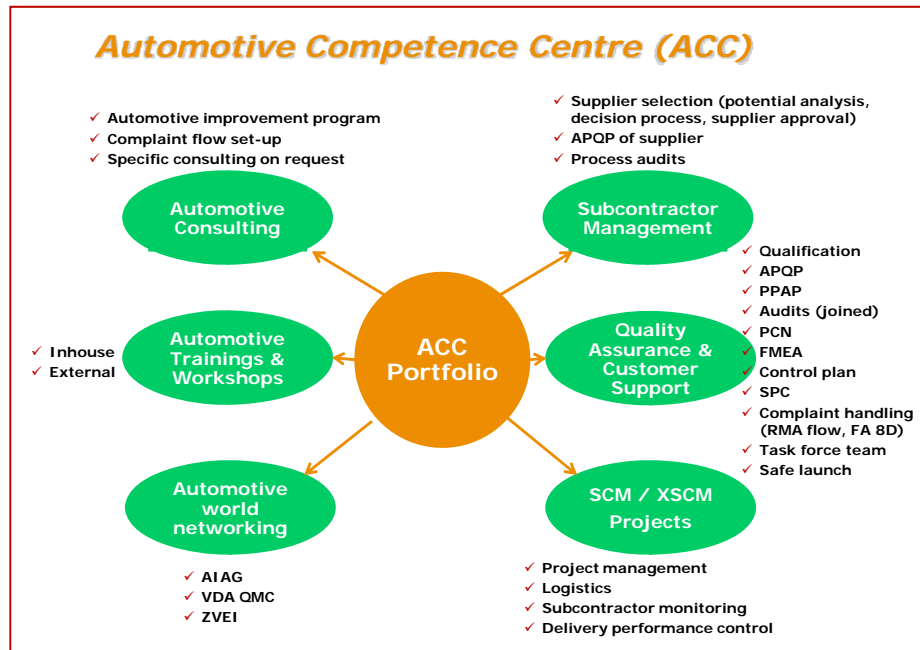 Automotive Competence Centre (ACC)
Automotive improvement program
Complaint flow set-up
Specific consulting on request
Supplier selection (potential analysis,
decision process, supplier approval)
APQP of supplier
Process audits
Automotive
Consulting
Subcontractor
Management
Inhouse
External
Automotive
Trainings &
Workshops
ACC
Portfolio
Quality
Assurance &
Customer
Support
Qualification
APQP
PPAP
Audits (joined)
PCN
FMEA
Control plan
SPC
Complaint handling
(RMA flow, FA 8D)
Task force team
Safe launch
Automotive
world
networking
SCM / XSCM
Projects
AIAG
VDA QMC
ZVEI
Project management
Logistics
Subcontractor monitoring
Delivery performance control